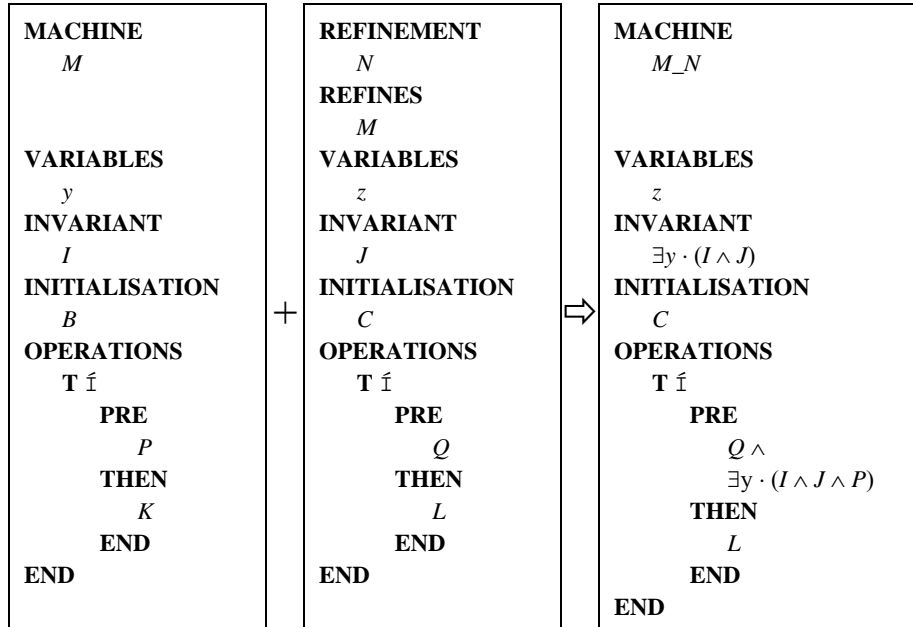 MACHINE
M
VARIABLES
y
INVARIANT
I
INITIALISATION
B
OPERATIONS
T Í
PRE
P
THEN
K
END
END
+
REFINEMENT
N
REFINES
M
VARIABLES
z
INVARIANT
J
INITIALISATION
C
OPERATIONS
T Í
PRE
Q
THEN
L
END
END
⇨
MACHINE
M_N
VARIABLES
z
INVARIANT
∃y · (I ∧ J)
INITIALISATION
C
OPERATIONS
T Í
PRE
Q ∧
∃y · (I ∧ J ∧ P)
THEN
L
END
END